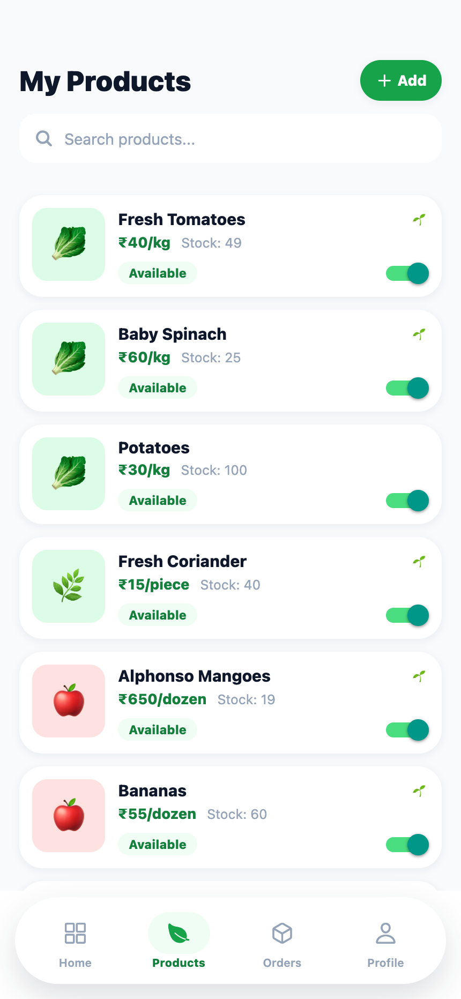 My Products
+ Add
Search products...
Fresh Tomatoes
₹40/kg Stock: 49
Available
Baby Spinach
₹60/kg Stock: 25
Available
Potatoes
₹30/kg Stock: 100
Available
Fresh Coriander
₹15/piece Stock: 40
Available
Alphonso Mangoes
₹650/dozen Stock: 19
Available
Bananas
₹55/dozen Stock: 60
Available
Home Products Orders Profile